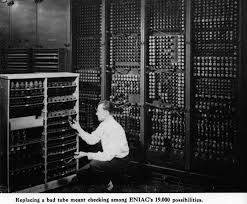 Replacing a bad tube meant checking among ENIAC's 19,000 possibilities.